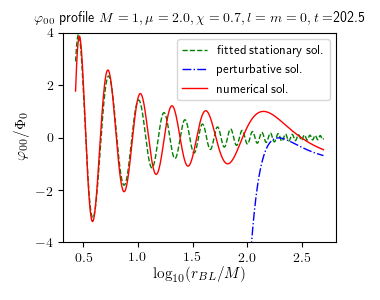 φ₀₀ profile M = 1, μ = 2.0, χ = 0.7, l = m = 0, t =202.5
fitted stationary sol.
perturbative sol.
numerical sol.
φ₀₀/Φ₀
4
2
0
−2
−4
0.5 1.0 1.5 2.0 2.5
log₁₀(r_BL/M)